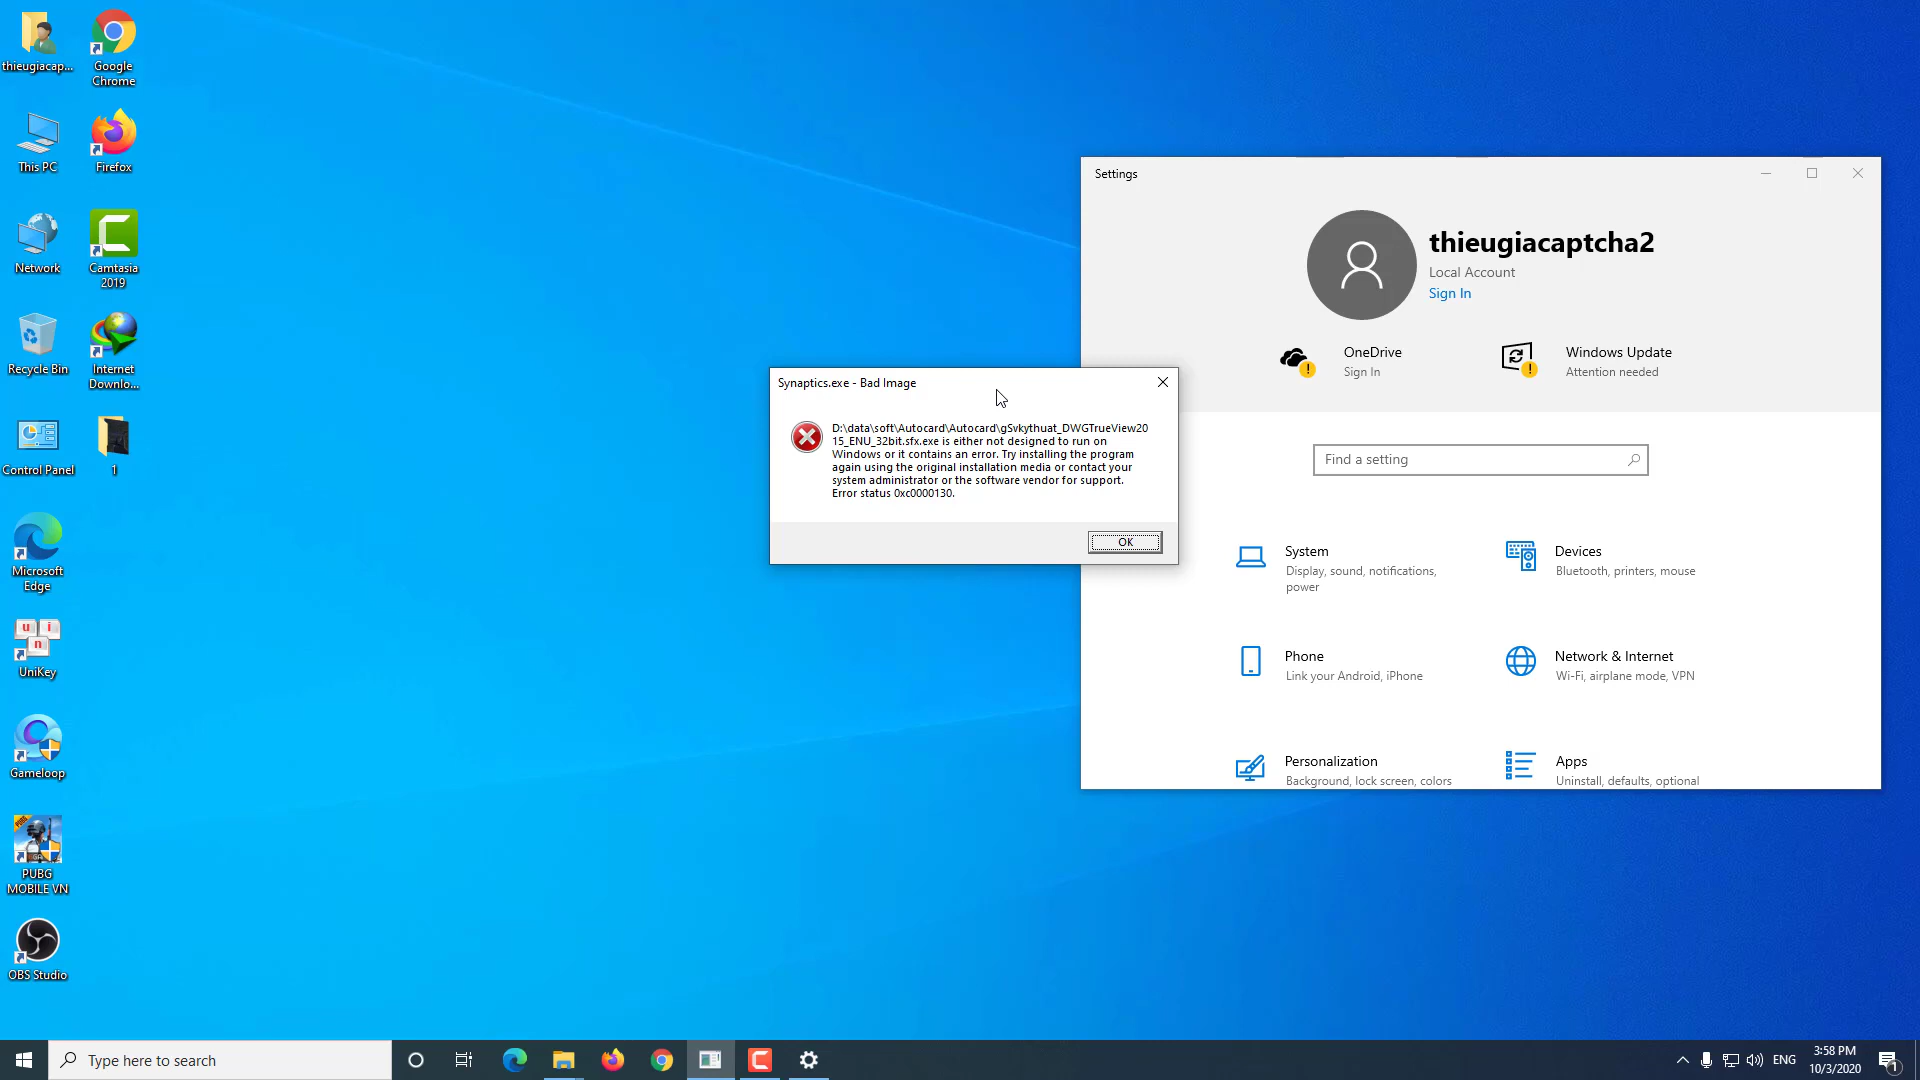 thieugiacap...
Google
Chrome
This PC
Firefox
Network
Camtasia
2019
Recycle Bin
Internet
Downlo...
Control Panel
1
Microsoft
Edge
u n i
UniKey
Gameloop
PUBG
MOBILE VN
OBS Studio
Settings
thieugiacaptcha2
Local Account
Sign In
OneDrive
Sign In
Windows Update
Attention needed
Find a setting
System
Display, sound, notifications,
power
Devices
Bluetooth, printers, mouse
Phone
Link your Android, iPhone
Network & Internet
Wi-Fi, airplane mode, VPN
Personalization
Background, lock screen, colors
Apps
Uninstall, defaults, optional
Synaptics.exe - Bad Image
D:\data\soft\Autocard\Autocard\gSvkythuat_DWGTrueView20
15_ENU_32bit.sfx.exe is either not designed to run on
Windows or it contains an error. Try installing the program
again using the original installation media or contact your
system administrator or the software vendor for support.
Error status 0xc0000130.
OK
Type here to search
ENG
3:58 PM
10/3/2020
1